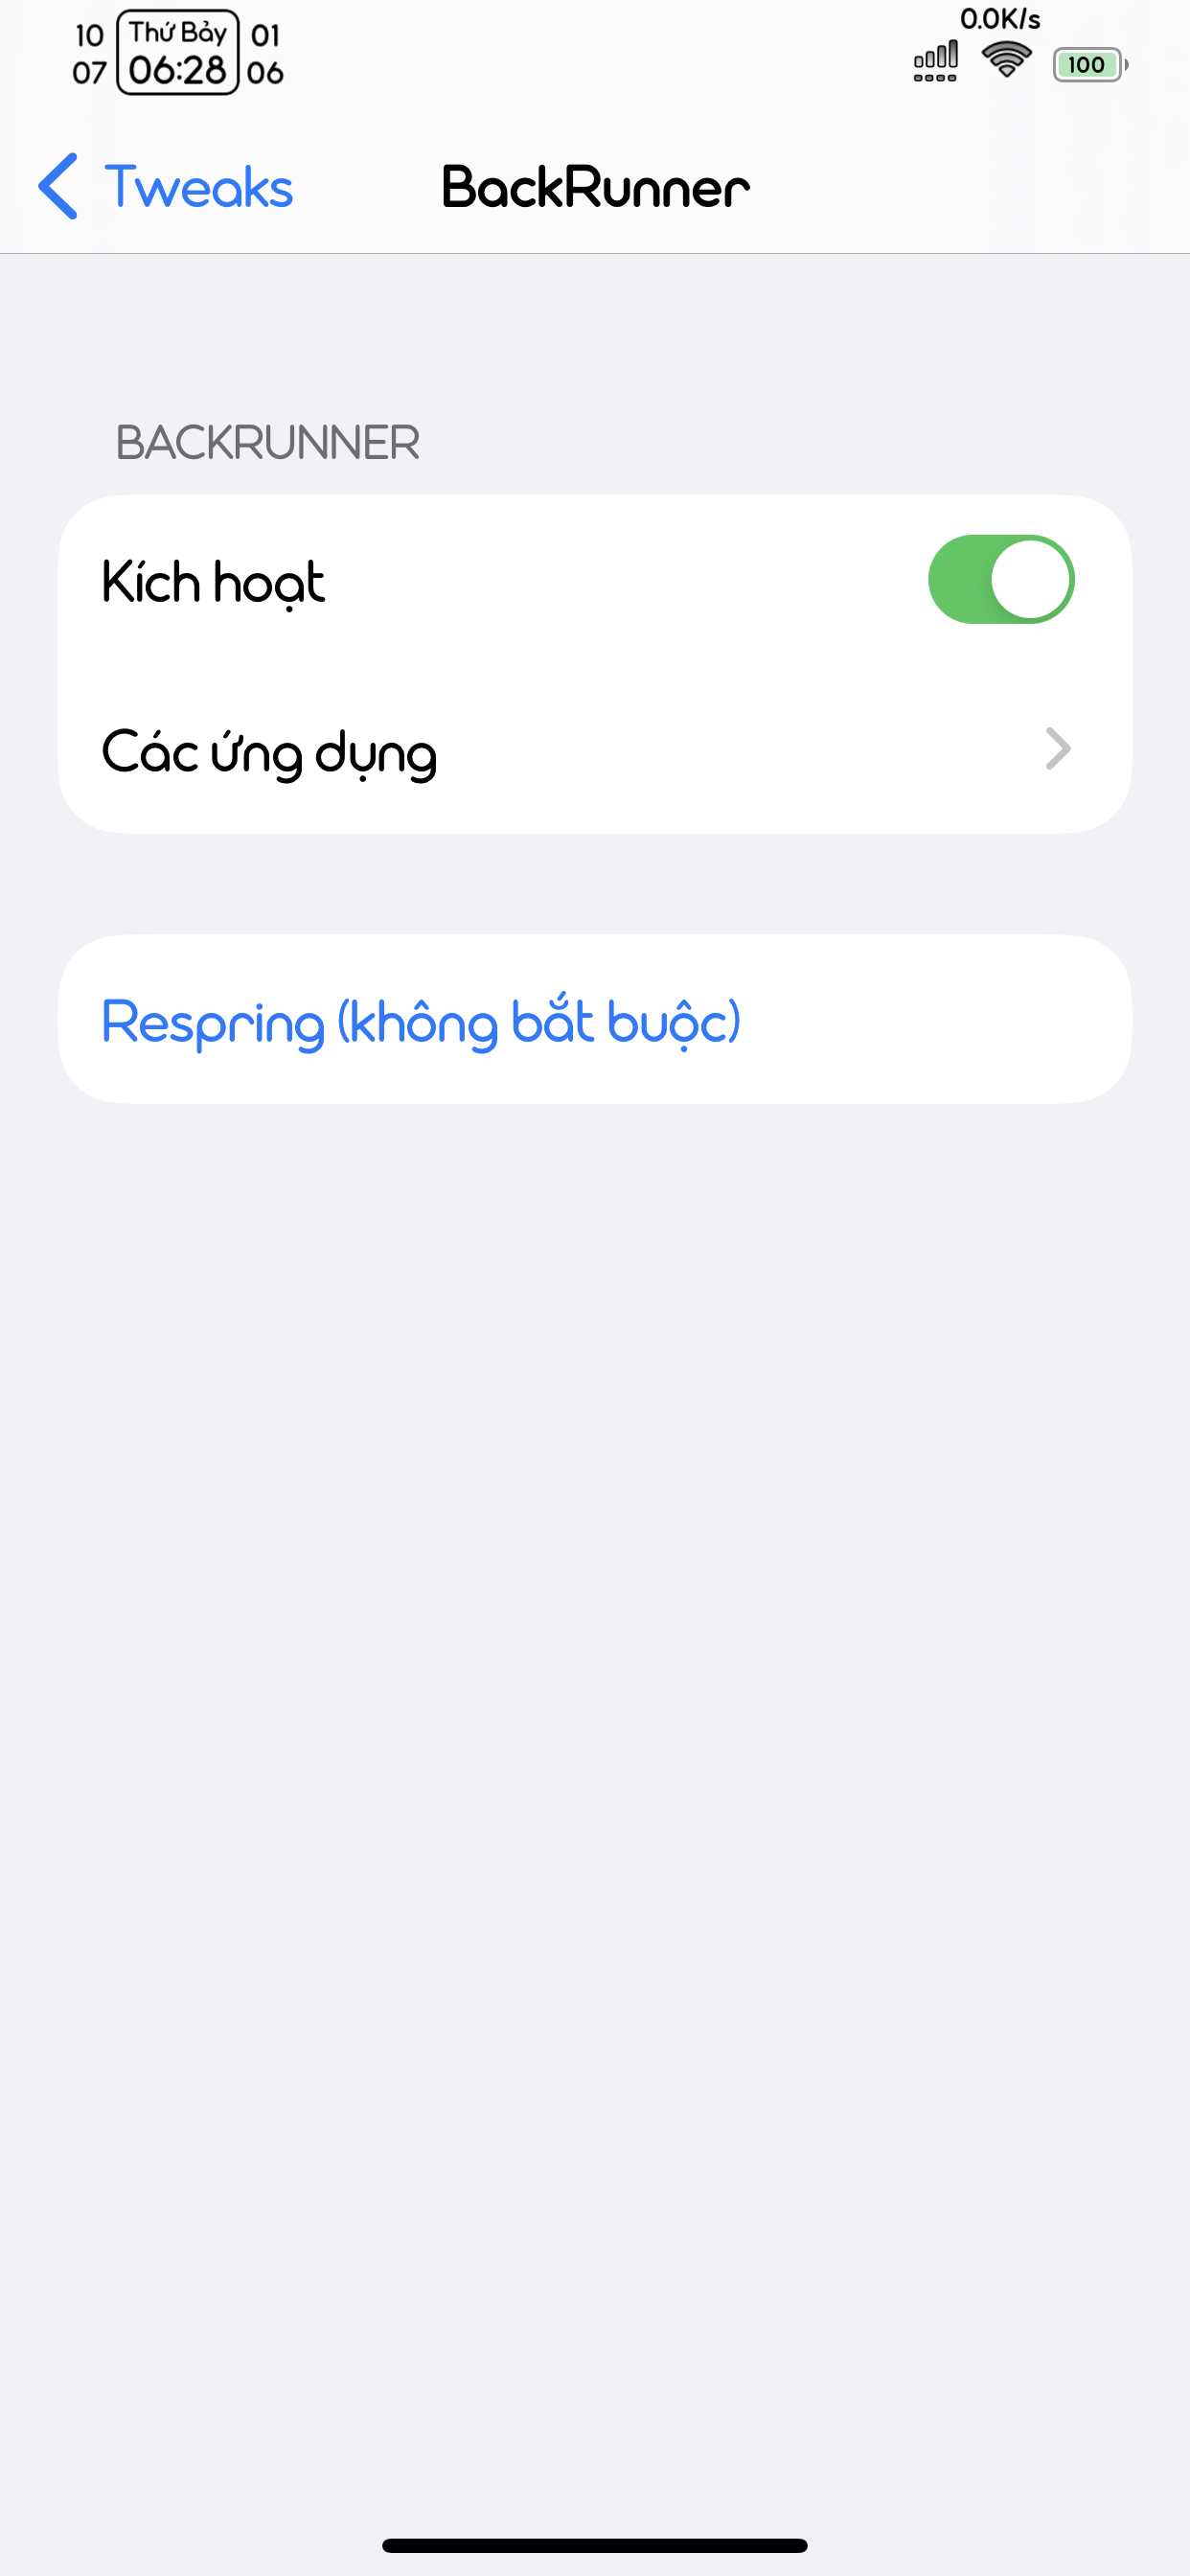 10 Thứ Bảy 01
07 06:28 06
0.0K/s
100
Tweaks
BackRunner
BACKRUNNER
Kích hoạt
Các ứng dụng
Respring (không bắt buộc)